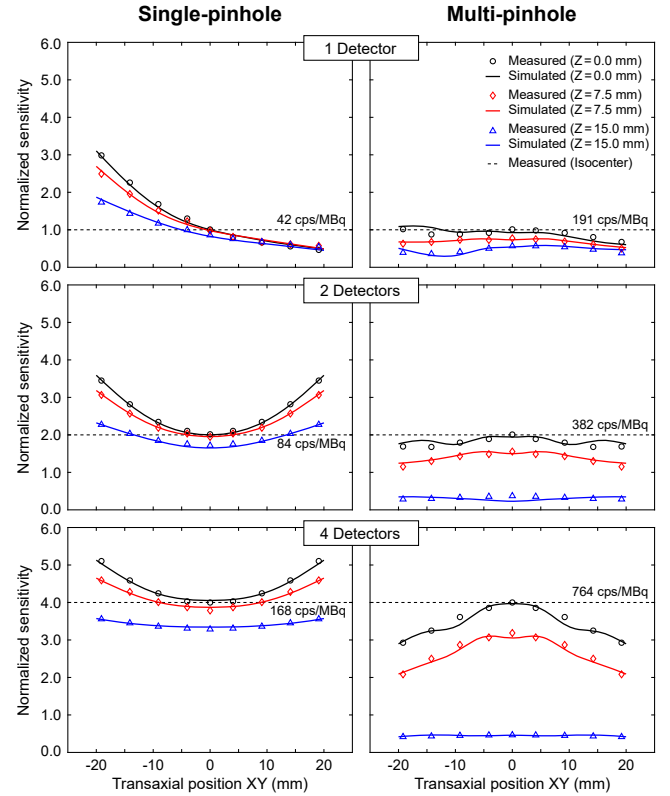 Single-pinhole
Multi-pinhole
1 Detector
Normalized sensitivity
6.0
5.0
4.0
3.0
2.0
1.0
0.0
42 cps/MBq
Measured (Z= 0.0 mm)
Simulated (Z= 0.0 mm)
Measured (Z= 7.5 mm)
Simulated (Z= 7.5 mm)
Measured (Z= 15.0 mm)
Simulated (Z= 15.0 mm)
Measured (Isocenter)
191 cps/MBq
2 Detectors
Normalized sensitivity
6.0
5.0
4.0
3.0
2.0
1.0
0.0
84 cps/MBq
382 cps/MBq
4 Detectors
Normalized sensitivity
6.0
5.0
4.0
3.0
2.0
1.0
0.0
168 cps/MBq
764 cps/MBq
-20 -10 0 10 20
Transaxial position XY (mm)
-20 -10 0 10 20
Transaxial position XY (mm)